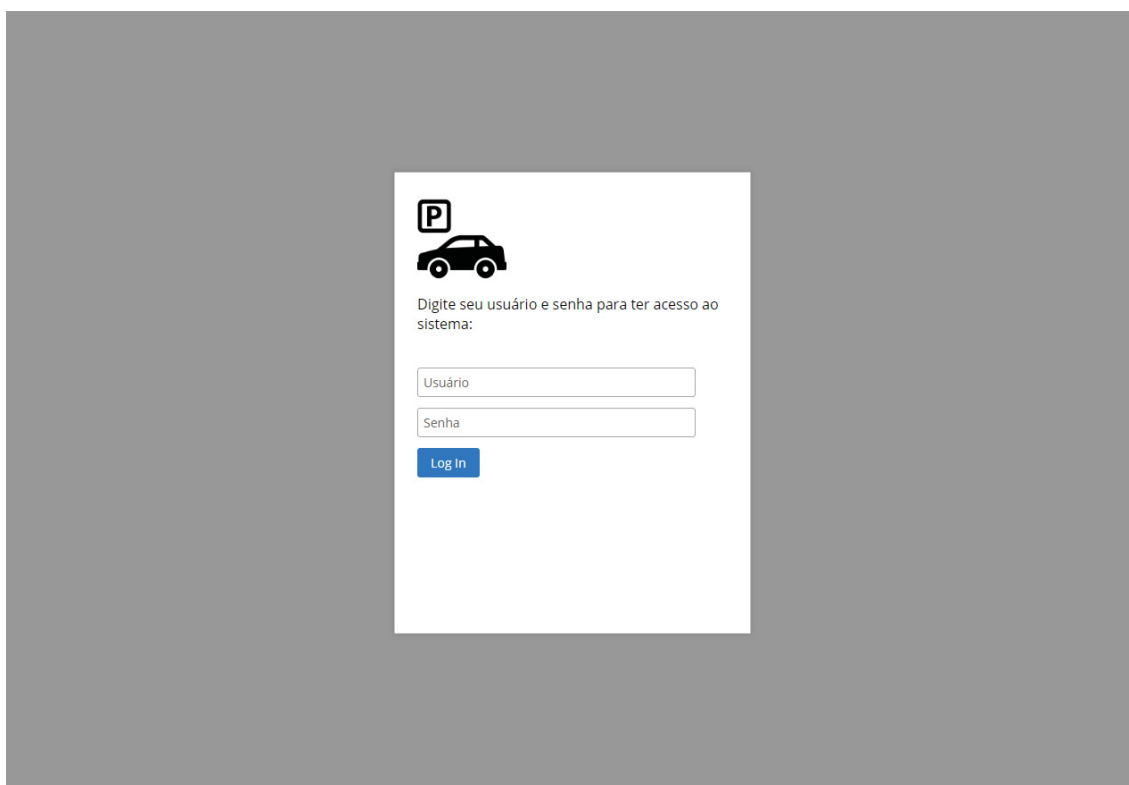 P
Digite seu usuário e senha para ter acesso ao
sistema:
Usuário
Senha
Log In